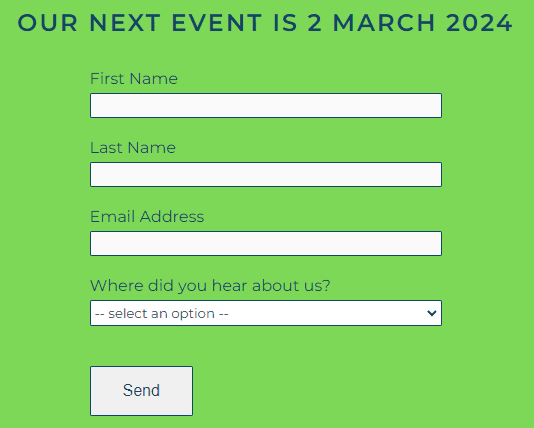 OUR NEXT EVENT IS 2 MARCH 2024
First Name
Last Name
Email Address
Where did you hear about us?
-- select an option --
Send